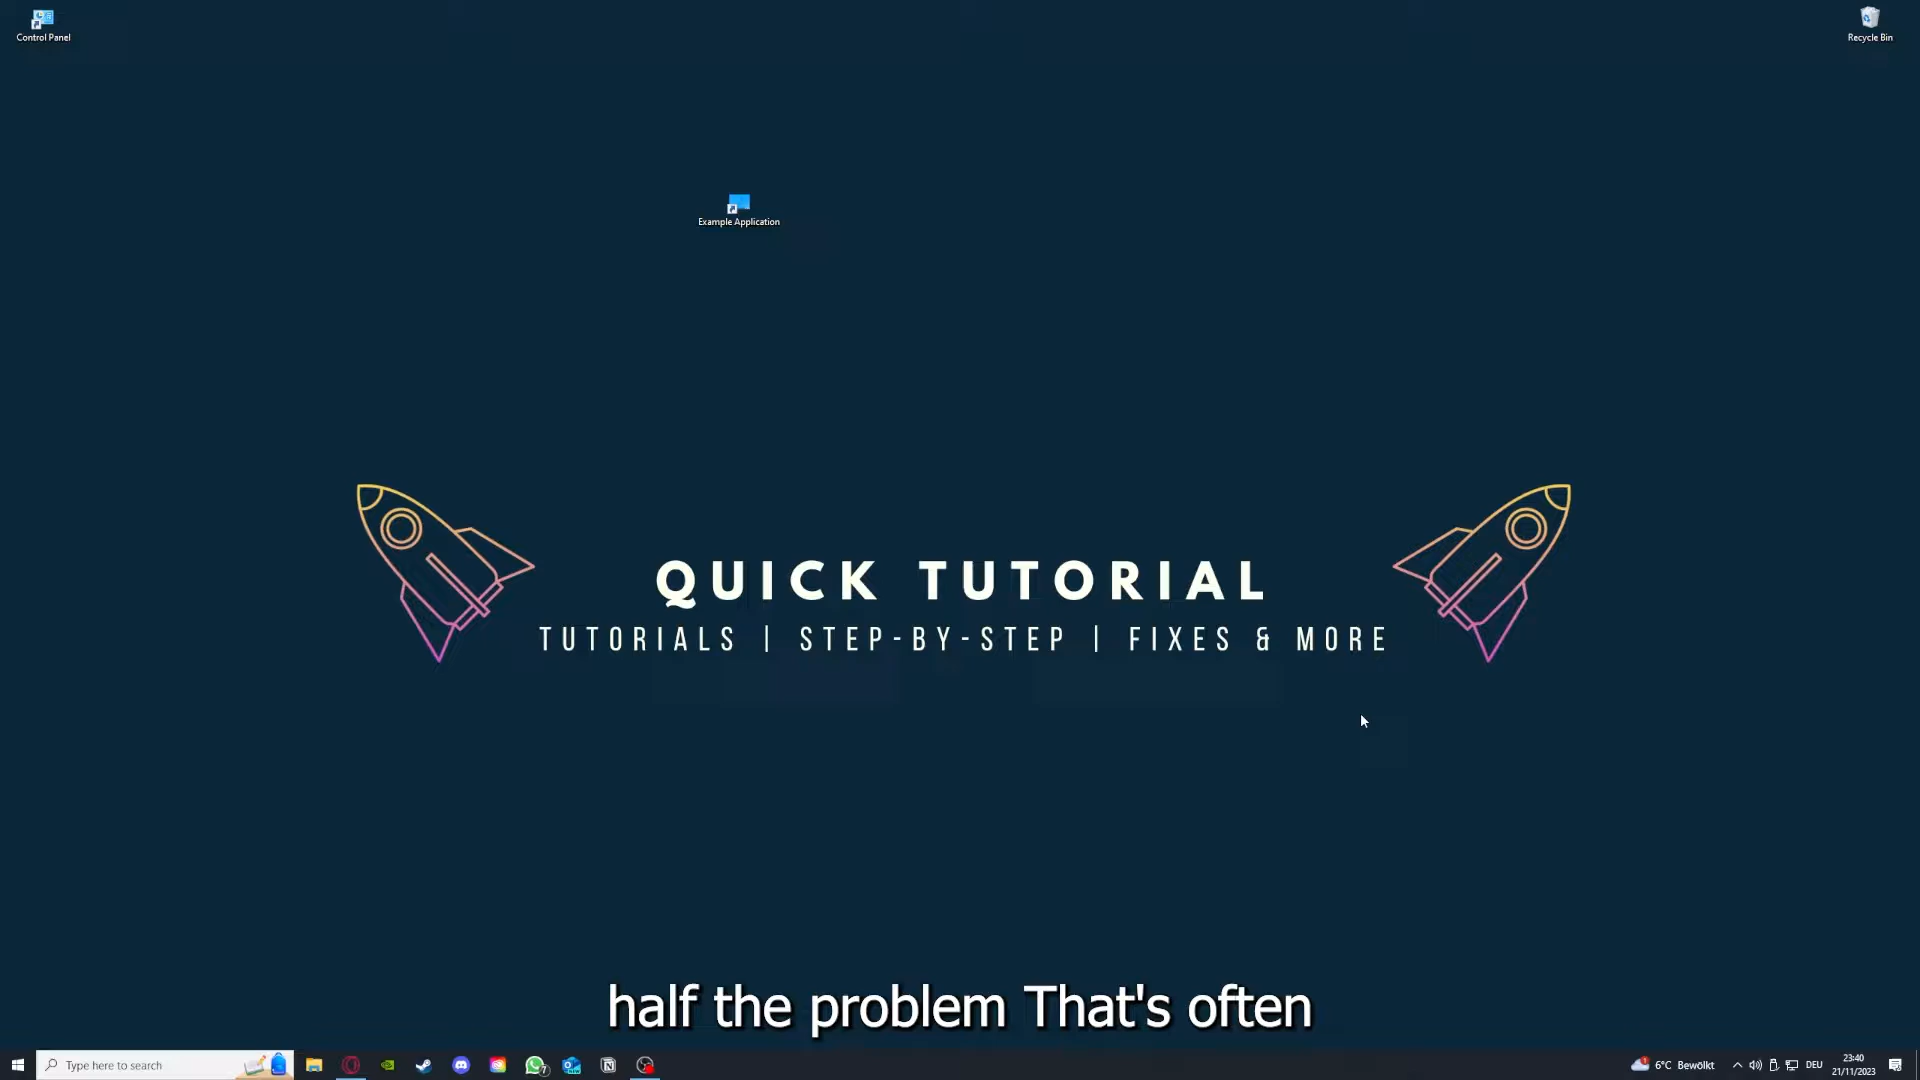 Control Panel
Recycle Bin
Example Application
QUICK TUTORIAL
TUTORIALS | STEP-BY-STEP | FIXES & MORE
half the problem That's often
Type here to search
7
6°C Bewölkt
DEU
23:40
21/11/2023